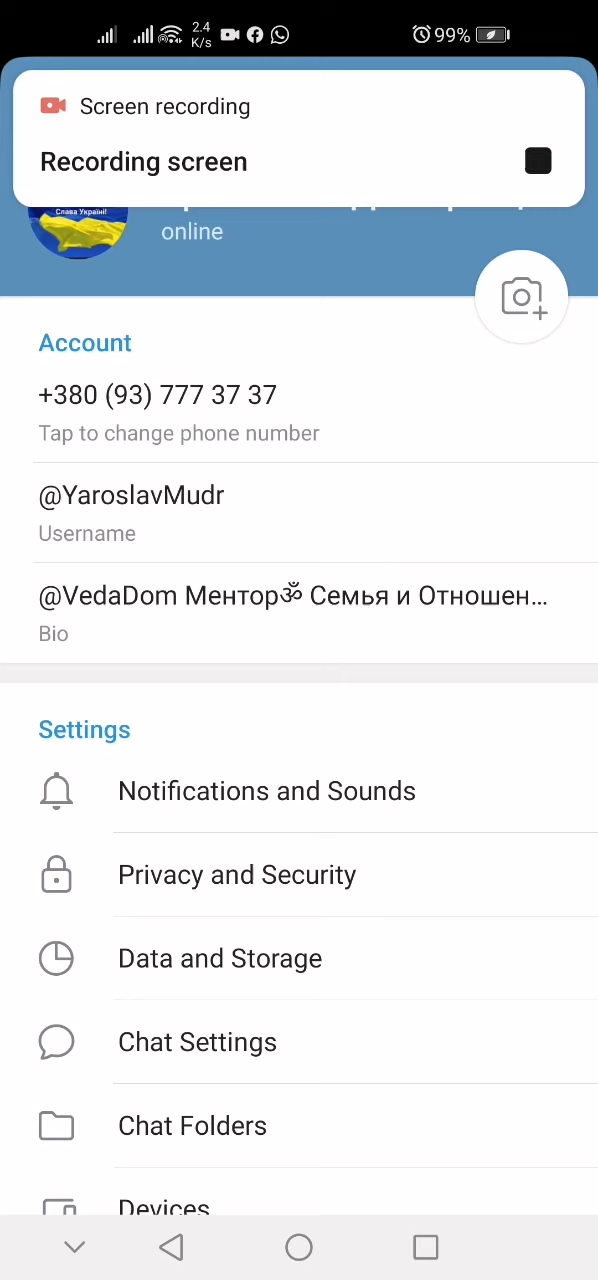 2.4
K/s
99%
Screen recording
Recording screen
Слава Україні!
online
Account
+380 (93) 777 37 37
Tap to change phone number
@YaroslavMudr
Username
@VedaDom Ментор🕉 Семья и Отношен...
Bio
Settings
Notifications and Sounds
Privacy and Security
Data and Storage
Chat Settings
Chat Folders
Devices